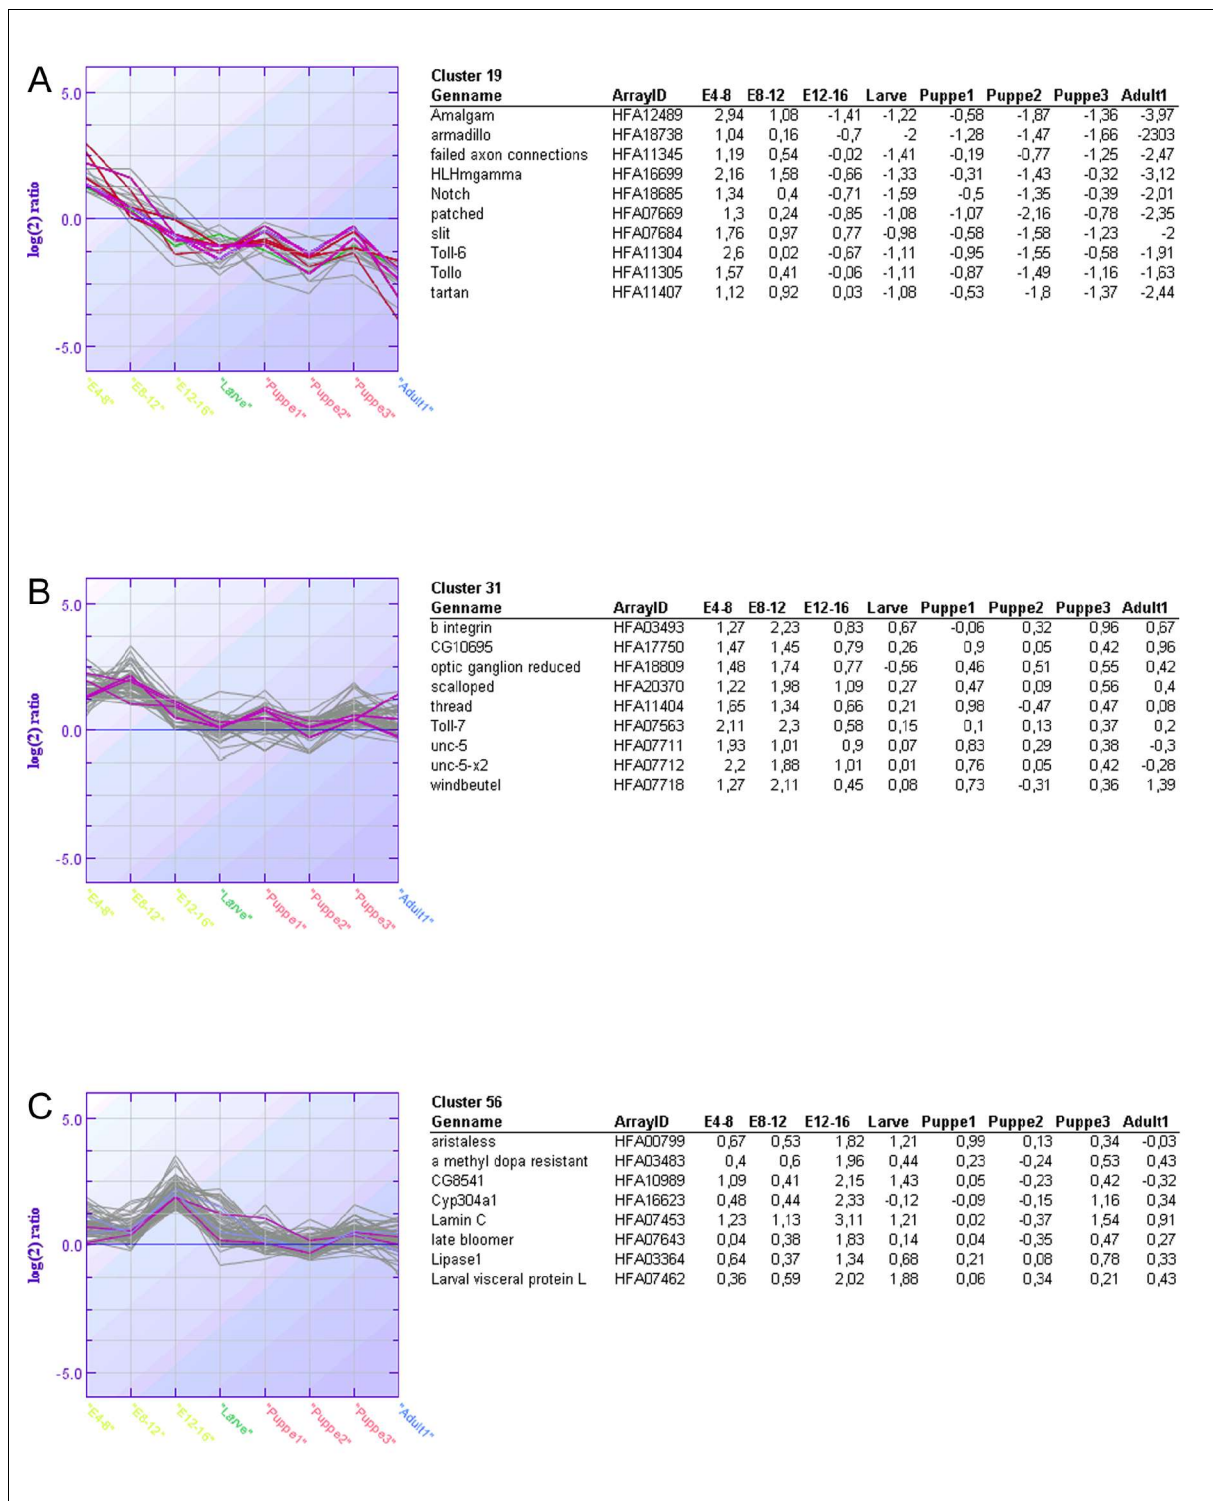 A
5.0
0.0
-5.0
log(2) ratio
"E4-8" "E8-12" "E12-16" "Larve" "Puppe1" "Puppe2" "Puppe3" "Adult1"
Cluster 19
Genname ArrayID E4-8 E8-12 E12-16 Larve Puppe1 Puppe2 Puppe3 Adult1
Amalgam HFA12489 2,94 1,08 -1,41 -1,22 -0,58 -1,87 -1,36 -3,97
armadillo HFA18738 1,04 0,16 -0,7 -2 -1,28 -1,47 -1,66 -2303
failed axon connections HFA11345 1,19 0,54 -0,02 -1,41 -0,19 -0,77 -1,25 -2,47
HLHmgamma HFA16699 2,16 1,58 -0,66 -1,33 -0,31 -1,43 -0,32 -3,12
Notch HFA18685 1,34 0,4 -0,71 -1,59 -0,5 -1,35 -0,39 -2,01
patched HFA07669 1,3 0,24 -0,85 -1,08 -1,07 -2,16 -0,78 -2,35
slit HFA07684 1,76 0,97 0,77 -0,98 -0,58 -1,58 -1,23 -2
Toll-6 HFA11304 2,6 0,02 -0,67 -1,11 -0,95 -1,55 -0,58 -1,91
Tollo HFA11305 1,57 0,41 -0,06 -1,11 -0,87 -1,49 -1,16 -1,63
tartan HFA11407 1,12 0,92 0,03 -1,08 -0,53 -1,8 -1,37 -2,44
B
5.0
0.0
-5.0
log(2) ratio
"E4-8" "E8-12" "E12-16" "Larve" "Puppe1" "Puppe2" "Puppe3" "Adult1"
Cluster 31
Genname ArrayID E4-8 E8-12 E12-16 Larve Puppe1 Puppe2 Puppe3 Adult1
b integrin HFA03493 1,27 2,23 0,83 0,67 -0,06 0,32 0,96 0,67
CG10695 HFA17750 1,47 1,45 0,79 0,26 0,9 0,05 0,42 0,96
optic ganglion reduced HFA18809 1,48 1,74 0,77 -0,56 0,46 0,51 0,55 0,42
scalloped HFA20370 1,22 1,98 1,09 0,27 0,47 0,09 0,56 0,4
thread HFA11404 1,65 1,34 0,66 0,21 0,98 -0,47 0,47 0,08
Toll-7 HFA07563 2,11 2,3 0,58 0,15 0,1 0,13 0,37 0,2
unc-5 HFA07711 1,93 1,01 0,9 0,07 0,83 0,29 0,38 -0,3
unc-5-x2 HFA07712 2,2 1,88 1,01 0,01 0,76 0,05 0,42 -0,28
windbeutel HFA07718 1,27 2,11 0,45 0,08 0,73 -0,31 0,36 1,39
C
5.0
0.0
-5.0
log(2) ratio
"E4-8" "E8-12" "E12-16" "Larve" "Puppe1" "Puppe2" "Puppe3" "Adult1"
Cluster 56
Genname ArrayID E4-8 E8-12 E12-16 Larve Puppe1 Puppe2 Puppe3 Adult1
aristaless HFA00799 0,67 0,53 1,82 1,21 0,99 0,13 0,34 -0,03
a methyl dopa resistant HFA03483 0,4 0,6 1,96 0,44 0,23 -0,24 0,53 0,43
CG8541 HFA10989 1,09 0,41 2,15 1,43 0,05 -0,23 0,42 -0,32
Cyp304a1 HFA16623 0,48 0,44 2,33 -0,12 -0,09 -0,15 1,16 0,34
Lamin C HFA07453 1,23 1,13 3,11 1,21 0,02 -0,37 1,54 0,91
late bloomer HFA07643 0,04 0,38 1,83 0,14 0,04 -0,35 0,47 0,27
Lipase1 HFA03364 0,64 0,37 1,34 0,68 0,21 0,08 0,78 0,33
Larval visceral protein L HFA07462 0,36 0,59 2,02 1,88 0,06 0,34 0,21 0,43